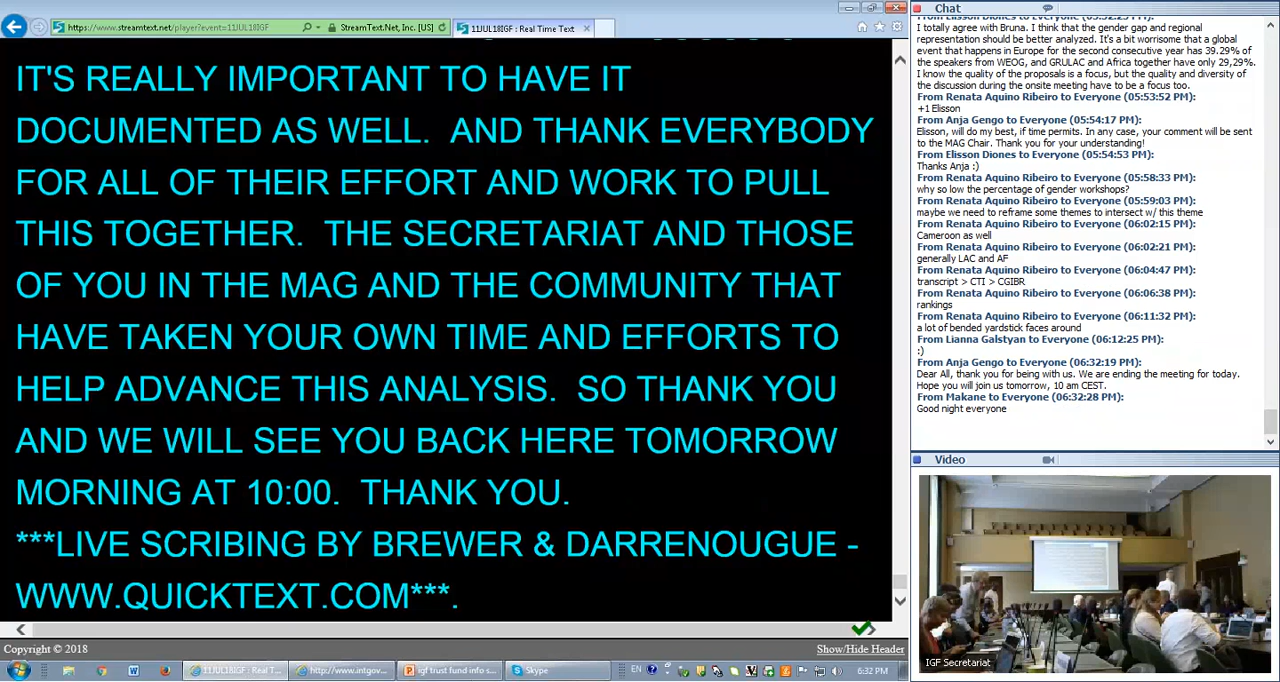 https://www.streamtext.net/player?event=11JUL18IGF
StreamText.Net, Inc. [US]
11JUL18IGF : Real Time Text
IT'S REALLY IMPORTANT TO HAVE IT
DOCUMENTED AS WELL.  AND THANK EVERYBODY
FOR ALL OF THEIR EFFORT AND WORK TO PULL
THIS TOGETHER.  THE SECRETARIAT AND THOSE
OF YOU IN THE MAG AND THE COMMUNITY THAT
HAVE TAKEN YOUR OWN TIME AND EFFORTS TO
HELP ADVANCE THIS ANALYSIS.  SO THANK YOU
AND WE WILL SEE YOU BACK HERE TOMORROW
MORNING AT 10:00.  THANK YOU.
***LIVE SCRIBING BY BREWER & DARRENOUGUE -
WWW.QUICKTEXT.COM***.
Copyright © 2018
Show/Hide Header
Chat
From Elisson Diones to Everyone
I totally agree with Bruna. I think that the gender gap and regional
representation should be better analyzed. It's a bit worrisome that a global
event that happens in Europe for the second consecutive year has 39.29% of
the speakers from WEOG, and GRULAC and Africa together have only 29,29%.
I know the quality of the proposals is a focus, but the quality and diversity of
the discussion during the onsite meeting have to be a focus too.
From Renata Aquino Ribeiro to Everyone (05:53:52 PM):
+1 Elisson
From Anja Gengo to Everyone (05:54:17 PM):
Elisson, will do my best, if time permits. In any case, your comment will be sent
to the MAG Chair. Thank you for your understanding!
From Elisson Diones to Everyone (05:54:53 PM):
Thanks Anja :)
From Renata Aquino Ribeiro to Everyone (05:58:33 PM):
why so low the percentage of gender workshops?
From Renata Aquino Ribeiro to Everyone (05:59:03 PM):
maybe we need to reframe some themes to intersect w/ this theme
From Renata Aquino Ribeiro to Everyone (06:02:15 PM):
Cameroon as well
From Renata Aquino Ribeiro to Everyone (06:02:21 PM):
generally LAC and AF
From Renata Aquino Ribeiro to Everyone (06:04:47 PM):
transcript > CTI > CGIBR
From Renata Aquino Ribeiro to Everyone (06:06:38 PM):
rankings
From Renata Aquino Ribeiro to Everyone (06:11:32 PM):
a lot of bended yardstick faces around
From Lianna Galstyan to Everyone (06:12:25 PM):
:)
From Anja Gengo to Everyone (06:32:19 PM):
Dear All, thank you for being with us. We are ending the meeting for today.
Hope you will join us tomorrow, 10 am CEST.
From Makane to Everyone (06:32:28 PM):
Good night everyone
Video
IGF Secretariat
11JUL18IGF : Real T...
http://www.intgov...
igf trust fund info s...
Skype
EN
6:32 PM